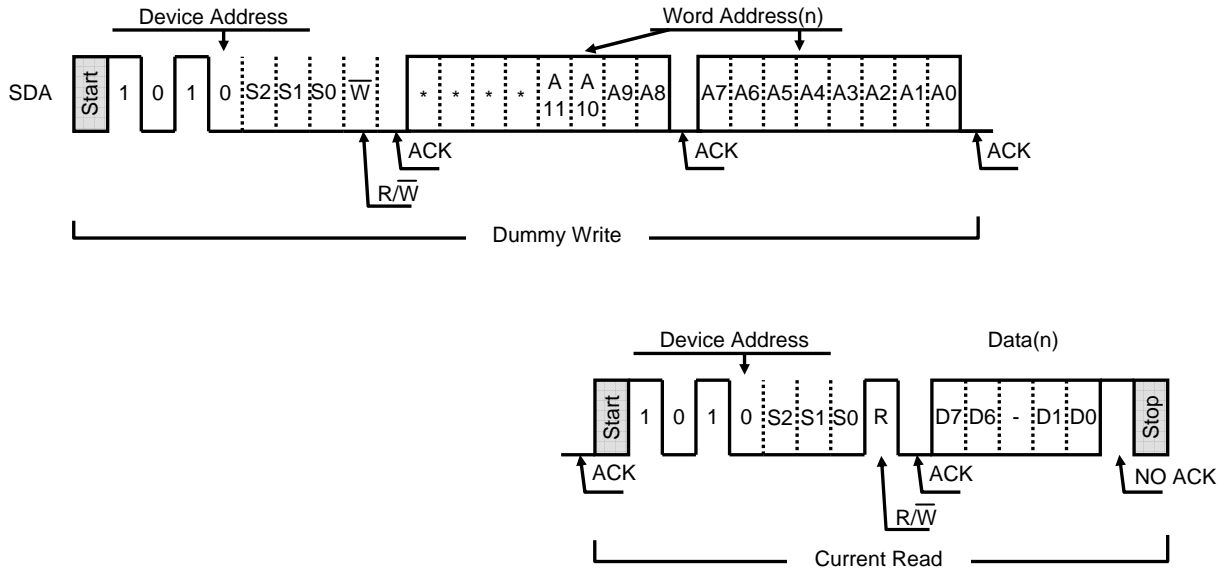 Device Address
Word Address(n)
SDA
Start 1 0 1 0 S2 S1 S0 W̅ * * * * A 11 A 10 A9 A8 A7 A6 A5 A4 A3 A2 A1 A0
ACK ACK ACK
R/W̅
Dummy Write
Device Address Data(n)
Start 1 0 1 0 S2 S1 S0 R D7 D6 - D1 D0 Stop
ACK ACK NO ACK
R/W̅
Current Read